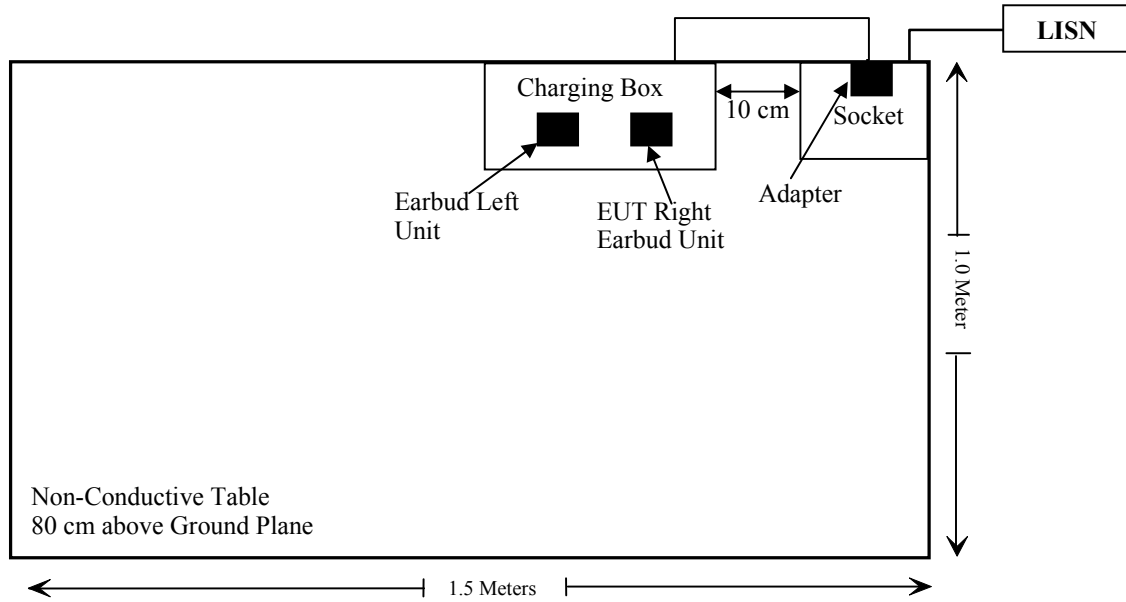 LISN
Charging Box
10 cm
Socket
Earbud Left
Unit
EUT Right
Earbud Unit
Adapter
1.0 Meter
Non-Conductive Table
80 cm above Ground Plane
1.5 Meters